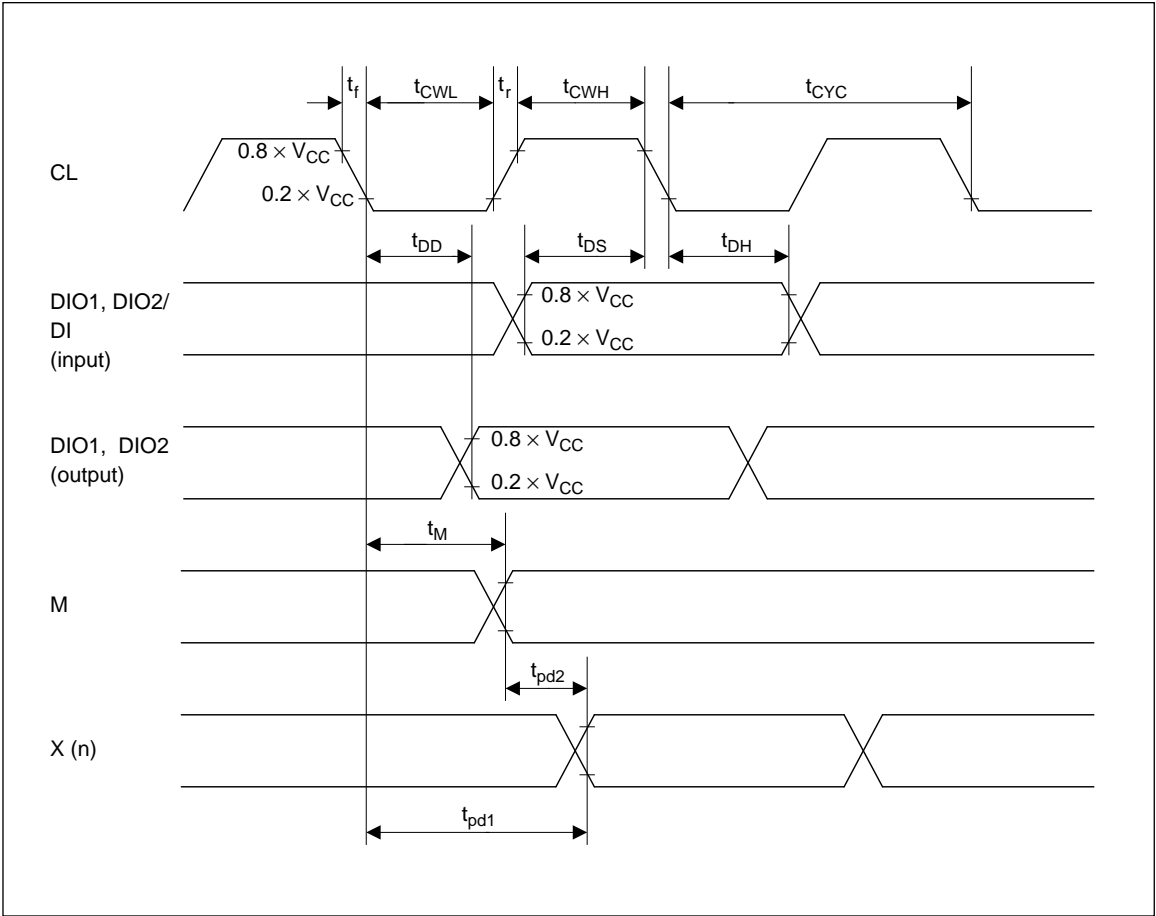 t_f t_CWL t_r t_CWH t_CYC
CL
0.8 × V_CC
0.2 × V_CC
t_DD t_DS t_DH
DIO1, DIO2/
DI
(input)
0.8 × V_CC
0.2 × V_CC
DIO1, DIO2
(output)
0.8 × V_CC
0.2 × V_CC
t_M
M
t_pd2
X (n)
t_pd1